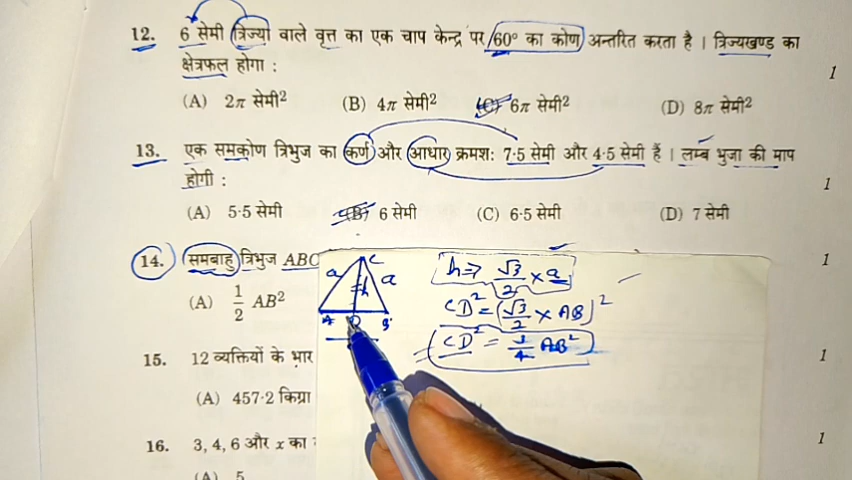 12. 6 सेमी त्रिज्या वाले वृत्त का एक चाप केन्द्र पर 60° का कोण अन्तरित करता है । त्रिज्यखण्ड का
क्षेत्रफल होगा :
1
(A) 2π सेमी² (B) 4π सेमी² (C) 6π सेमी² (D) 8π सेमी²
13. एक समकोण त्रिभुज का कर्ण और आधार क्रमश: 7·5 सेमी और 4·5 सेमी हैं । लम्ब भुजा की माप
होगी :
1
(A) 5·5 सेमी (B) 6 सेमी (C) 6·5 सेमी (D) 7 सेमी
14. समबाहु त्रिभुज ABC
1
(A) 1/2 AB²
C
a h a
A D B
h ⇒ √3/2 × a
CD² = (√3/2 × AB)²
CD² = 3/4 AB²
15. 12 व्यक्तियों के भार
1
(A) 457·2 किग्रा
16. 3, 4, 6 और x का
1
(A) 5